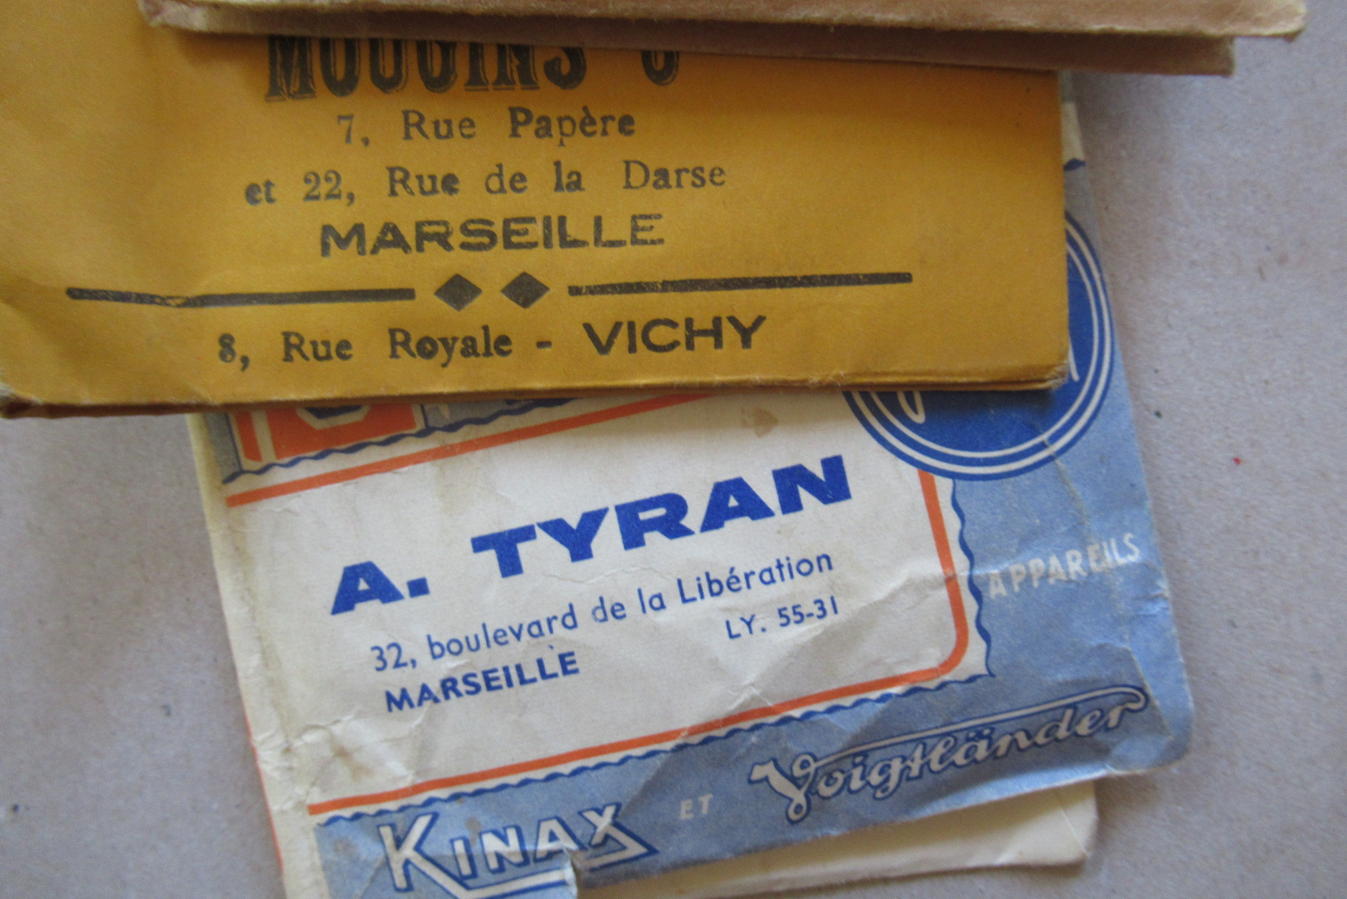 7, Rue Papère
et 22, Rue de la Darse
MARSEILLE
8, Rue Royale - VICHY
A. TYRAN
32, boulevard de la Libération
LY. 55-31
MARSEILLE
APPAREILS
KINAX ET Voigtländer